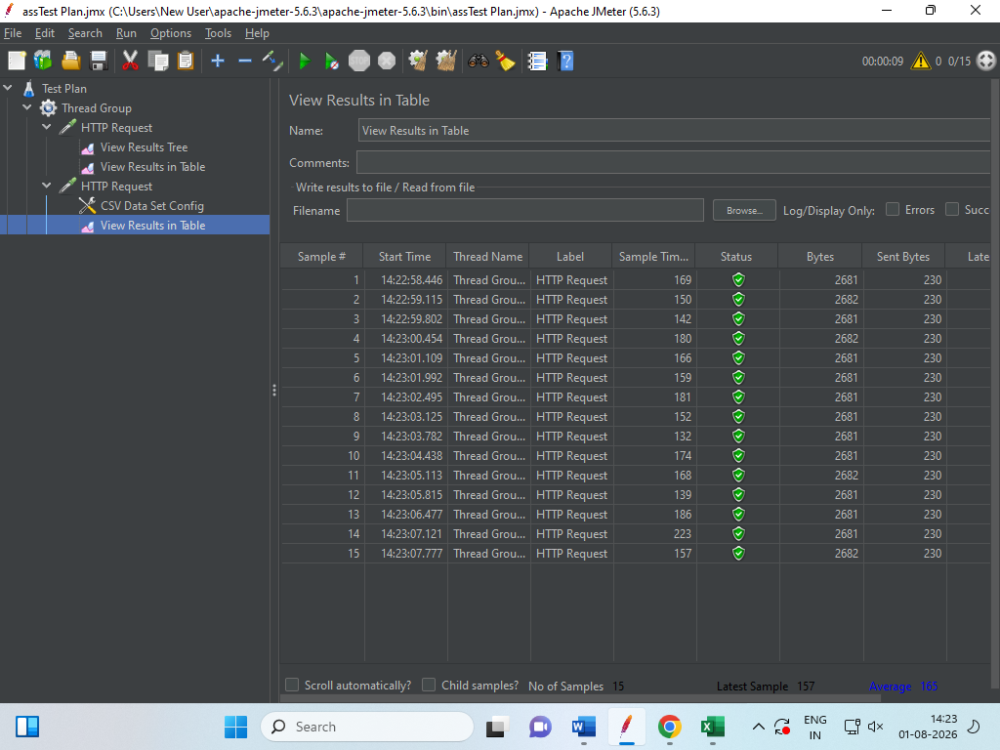 assTest Plan.jmx (C:\Users\New User\apache-jmeter-5.6.3\apache-jmeter-5.6.3\bin\assTest Plan.jmx) - Apache JMeter (5.6.3)
File Edit Search Run Options Tools Help
STOP 00:00:09 0 0/15
Test Plan
Thread Group
HTTP Request
View Results Tree
View Results in Table
HTTP Request
CSV Data Set Config
View Results in Table
View Results in Table
Name: View Results in Table
Comments:
Write results to file / Read from file
Filename Browse... Log/Display Only: Errors Succ
Sample # Start Time Thread Name Label Sample Tim... Status Bytes Sent Bytes Late
1 14:22:58.446 Thread Grou... HTTP Request 169 2681 230
2 14:22:59.115 Thread Grou... HTTP Request 150 2682 230
3 14:22:59.802 Thread Grou... HTTP Request 142 2681 230
4 14:23:00.454 Thread Grou... HTTP Request 180 2682 230
5 14:23:01.109 Thread Grou... HTTP Request 166 2681 230
6 14:23:01.992 Thread Grou... HTTP Request 159 2681 230
7 14:23:02.495 Thread Grou... HTTP Request 181 2681 230
8 14:23:03.125 Thread Grou... HTTP Request 152 2681 230
9 14:23:03.782 Thread Grou... HTTP Request 132 2681 230
10 14:23:04.438 Thread Grou... HTTP Request 174 2681 230
11 14:23:05.113 Thread Grou... HTTP Request 168 2682 230
12 14:23:05.815 Thread Grou... HTTP Request 139 2681 230
13 14:23:06.477 Thread Grou... HTTP Request 186 2681 230
14 14:23:07.121 Thread Grou... HTTP Request 223 2681 230
15 14:23:07.777 Thread Grou... HTTP Request 157 2682 230
Scroll automatically? Child samples? No of Samples 15 Latest Sample 157 Average 165
Search ENG 14:23
IN 01-08-2026